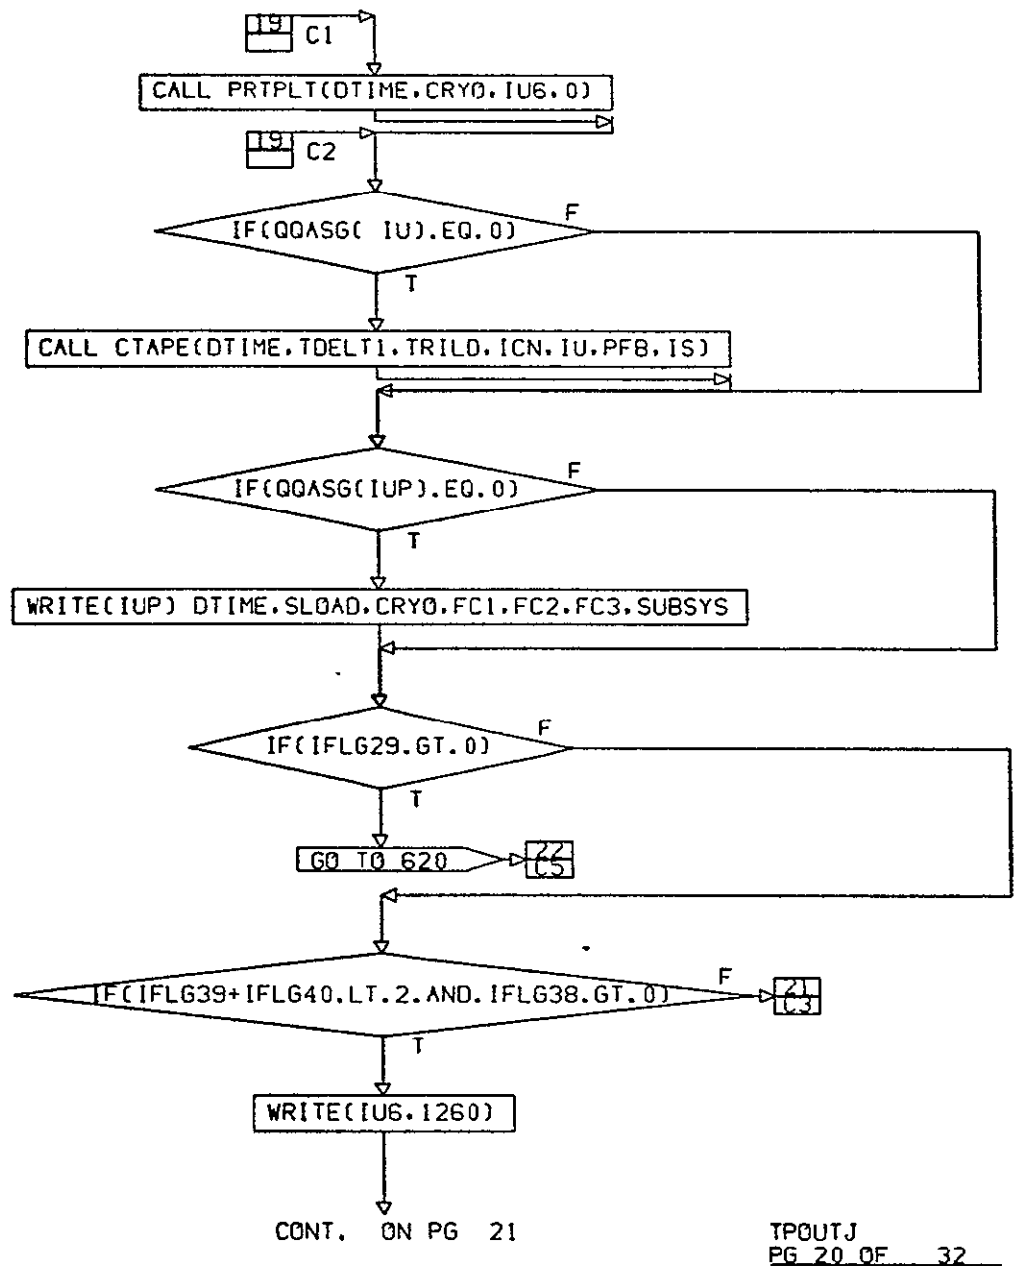 19
C1
CALL PRTPLT(DTIME,CRYO,IU6,0)
19
C2
IF(QQASG( IU).EQ.0)
F
T
CALL CTAPE(DTIME,TDELT1,TRILD,ICN,IU,PFB,IS)
IF(QQASG(IUP).EQ.0)
F
T
WRITE(IUP) DTIME,SLOAD,CRYO,FC1,FC2,FC3,SUBSYS
IF(IFLG29.GT.0)
F
T
GO TO 620
22
C5
IF(IFLG39+IFLG40.LT.2.AND.IFLG38.GT.0)
F
21
C3
T
WRITE(IU6,1260)
CONT. ON PG 21
TPOUTJ
PG 20 OF 32